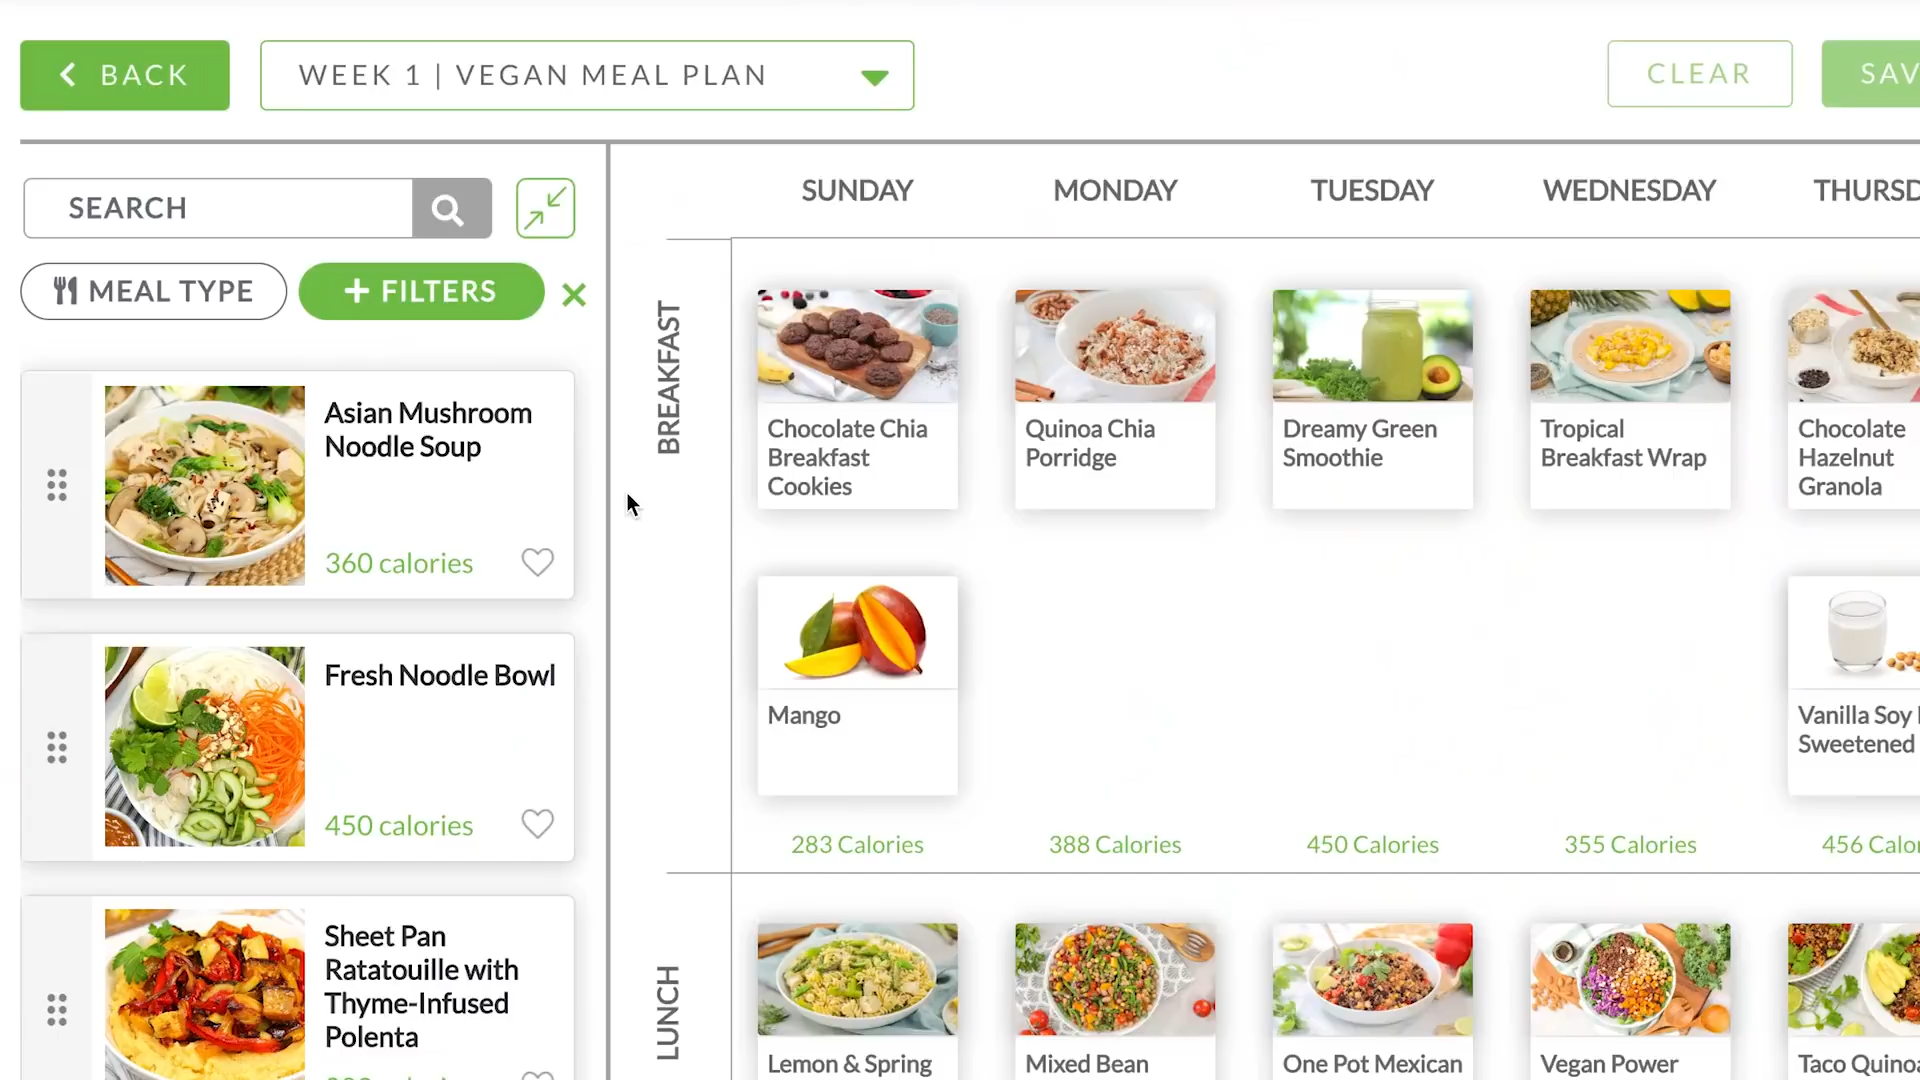 BACK
WEEK 1 | VEGAN MEAL PLAN
CLEAR
SAV
SEARCH
MEAL TYPE
+ FILTERS
Asian Mushroom
Noodle Soup
360 calories
Fresh Noodle Bowl
450 calories
Sheet Pan
Ratatouille with
Thyme-Infused
Polenta
SUNDAY
MONDAY
TUESDAY
WEDNESDAY
THURSD
BREAKFAST
Chocolate Chia
Breakfast
Cookies
Quinoa Chia
Porridge
Dreamy Green
Smoothie
Tropical
Breakfast Wrap
Chocolate
Hazelnut
Granola
Mango
Vanilla Soy
Sweetened
283 Calories
388 Calories
450 Calories
355 Calories
456 Calo
LUNCH
Lemon & Spring
Mixed Bean
One Pot Mexican
Vegan Power
Taco Quino